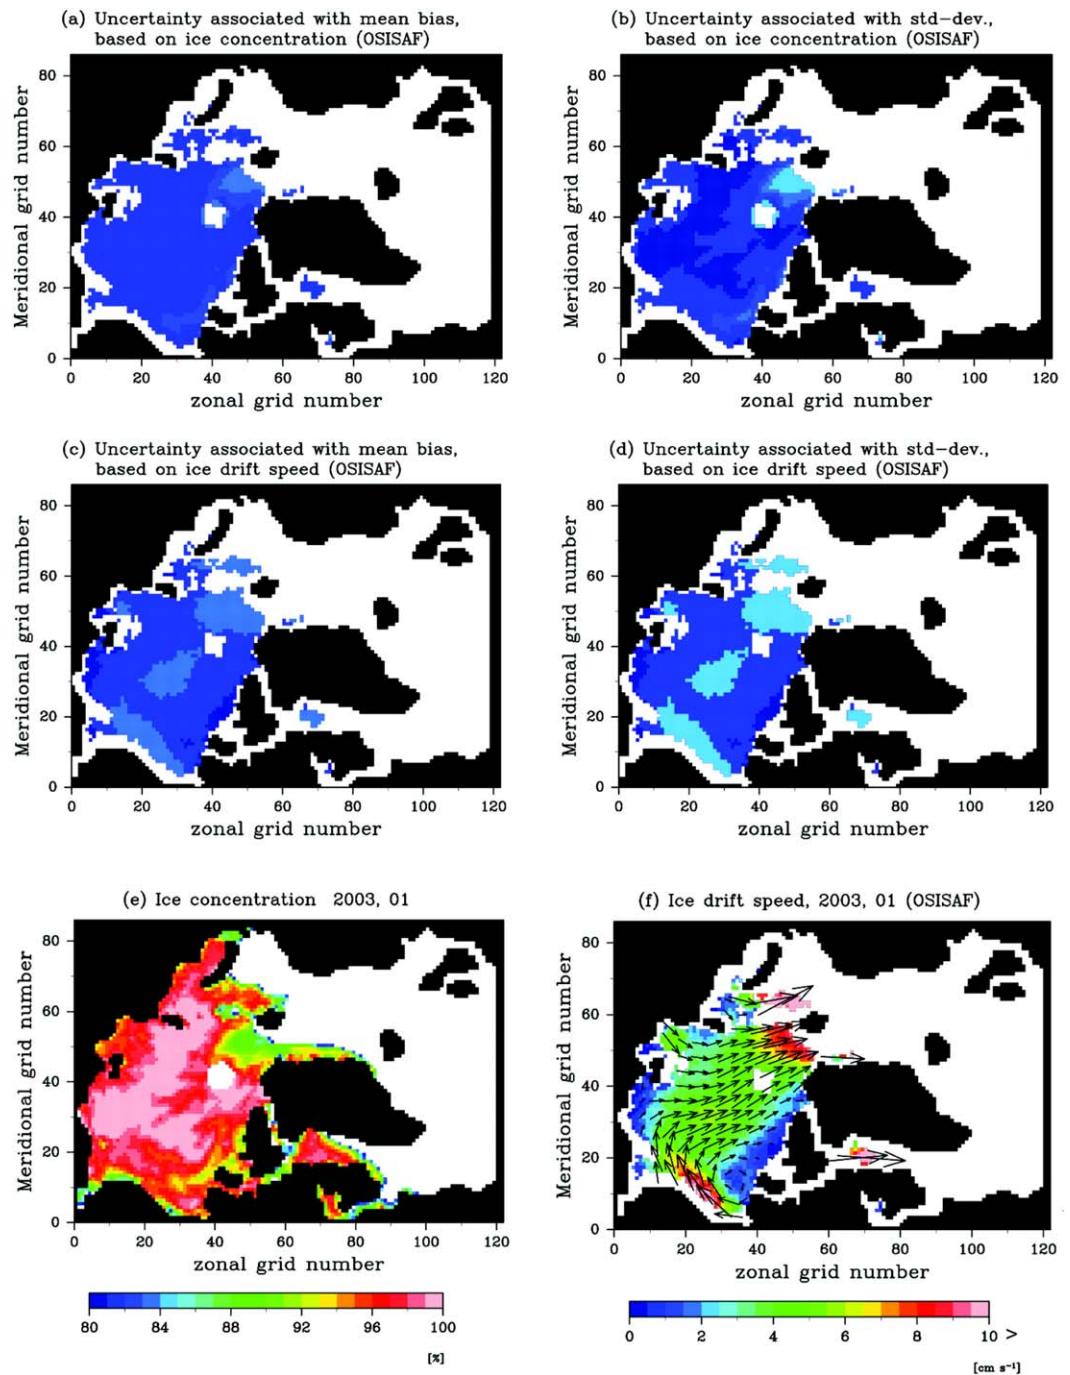 (a) Uncertainty associated with mean bias,
based on ice concentration (OSISAF)
(b) Uncertainty associated with std-dev.,
based on ice concentration (OSISAF)
Meridional grid number
80
60
40
20
0
0 20 40 60 80 100 120
zonal grid number
Meridional grid number
80
60
40
20
0
0 20 40 60 80 100 120
zonal grid number
(c) Uncertainty associated with mean bias,
based on ice drift speed (OSISAF)
(d) Uncertainty associated with std-dev.,
based on ice drift speed (OSISAF)
Meridional grid number
80
60
40
20
0
0 20 40 60 80 100 120
zonal grid number
Meridional grid number
80
60
40
20
0
0 20 40 60 80 100 120
zonal grid number
(e) Ice concentration 2003, 01
(f) Ice drift speed, 2003, 01 (OSISAF)
Meridional grid number
80
60
40
20
0
0 20 40 60 80 100 120
zonal grid number
Meridional grid number
80
60
40
20
0
0 20 40 60 80 100 120
zonal grid number
80 84 88 92 96 100
[%]
0 2 4 6 8 10 >
[cm s⁻¹]